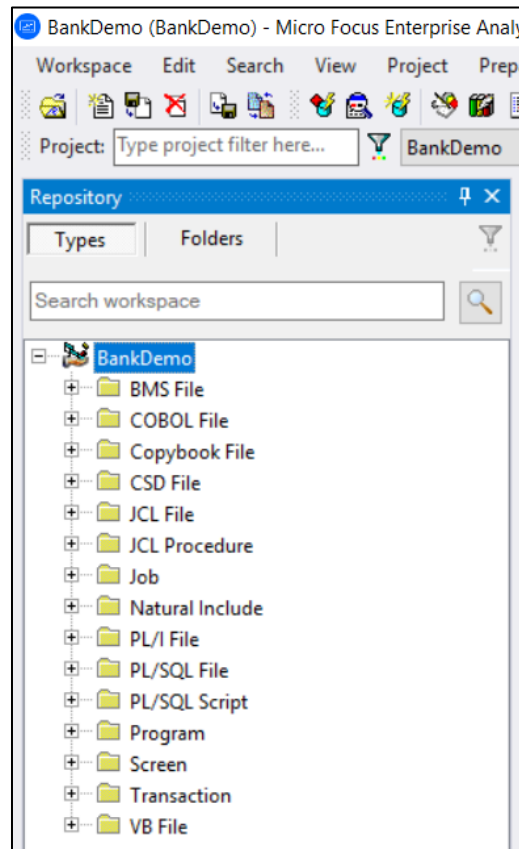 BankDemo (BankDemo) - Micro Focus Enterprise Analy
Workspace Edit Search View Project Prep
Project: Type project filter here... BankDemo
Repository
Types Folders
Search workspace
BankDemo
BMS File
COBOL File
Copybook File
CSD File
JCL File
JCL Procedure
Job
Natural Include
PL/I File
PL/SQL File
PL/SQL Script
Program
Screen
Transaction
VB File